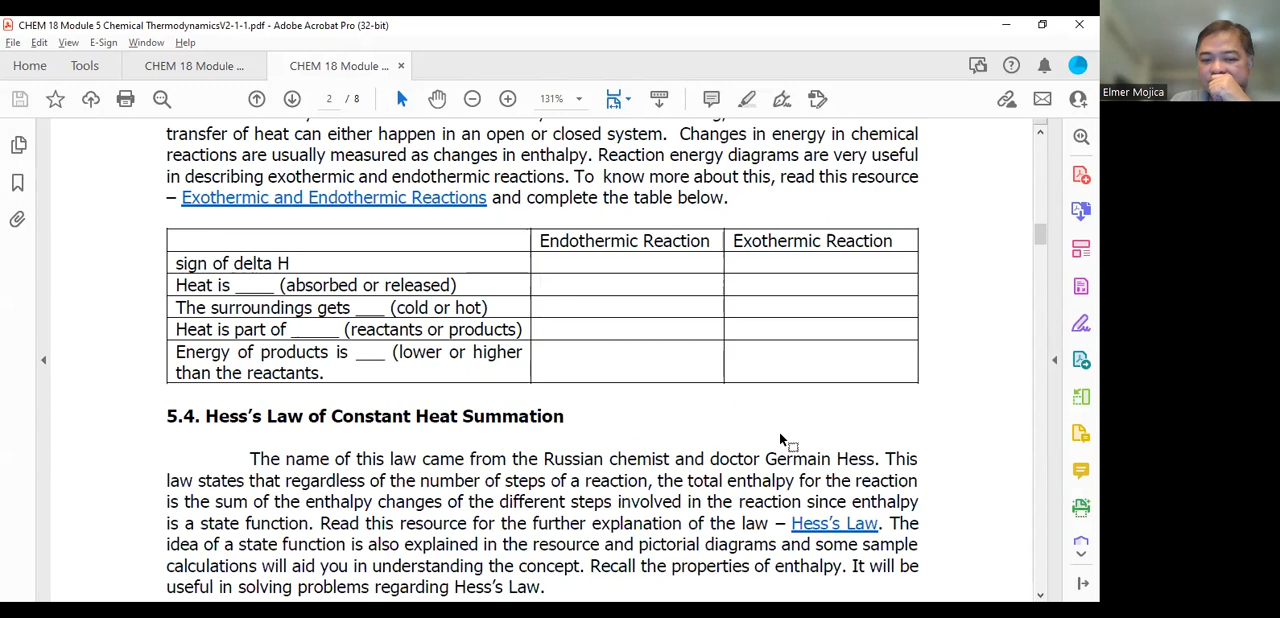 CHEM 18 Module 5 Chemical ThermodynamicsV2-1-1.pdf - Adobe Acrobat Pro (32-bit)
File Edit View E-Sign Window Help
Home Tools CHEM 18 Module ... CHEM 18 Module ... ×
2 / 8 131%
Elmer Mojica
transfer of heat can either happen in an open or closed system. Changes in energy in chemical
reactions are usually measured as changes in enthalpy. Reaction energy diagrams are very useful
in describing exothermic and endothermic reactions. To know more about this, read this resource
– Exothermic and Endothermic Reactions and complete the table below.
Endothermic Reaction Exothermic Reaction
sign of delta H
Heat is ____ (absorbed or released)
The surroundings gets ___ (cold or hot)
Heat is part of _____ (reactants or products)
Energy of products is ___ (lower or higher
than the reactants.
5.4. Hess's Law of Constant Heat Summation
The name of this law came from the Russian chemist and doctor Germain Hess. This
law states that regardless of the number of steps of a reaction, the total enthalpy for the reaction
is the sum of the enthalpy changes of the different steps involved in the reaction since enthalpy
is a state function. Read this resource for the further explanation of the law – Hess's Law. The
idea of a state function is also explained in the resource and pictorial diagrams and some sample
calculations will aid you in understanding the concept. Recall the properties of enthalpy. It will be
useful in solving problems regarding Hess's Law.